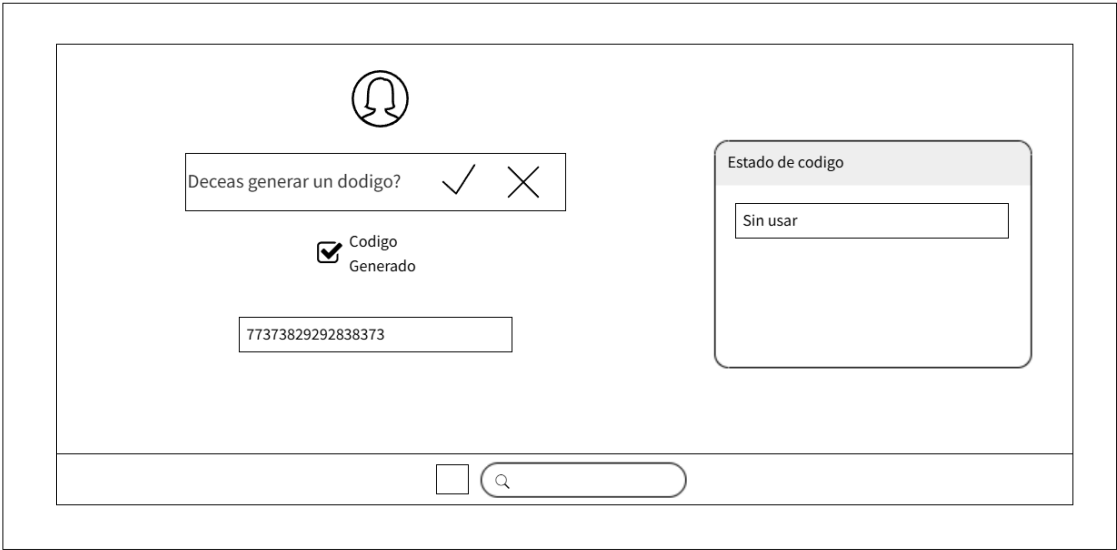 Deceas generar un dodigo?
Codigo
Generado
77373829292838373
Estado de codigo
Sin usar